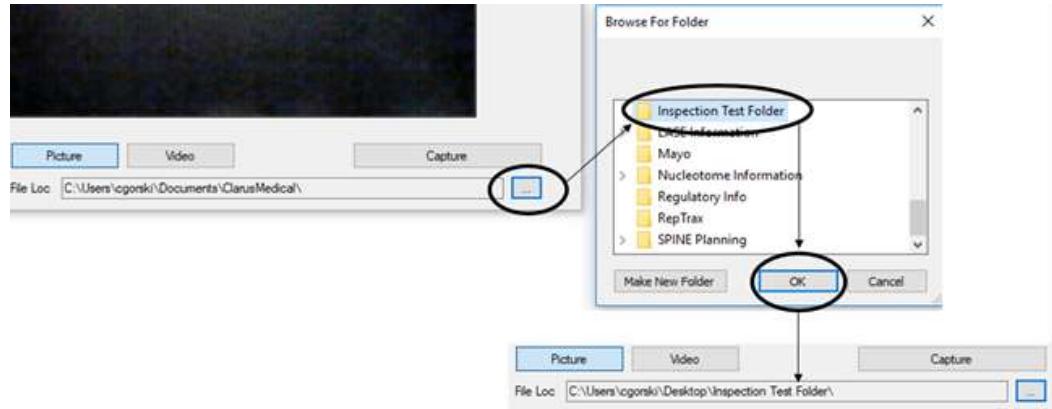 Browse For Folder
Inspection Test Folder
LASE Information
Mayo
Nucleotome Information
Regulatory Info
RepTrax
SPINE Planning
Make New Folder
OK
Cancel
Picture
Video
Capture
File Loc C:\Users\cgorski\Documents\ClarusMedical\
...
Picture
Video
Capture
File Loc C:\Users\cgorski\Desktop\Inspection Test Folder\
...